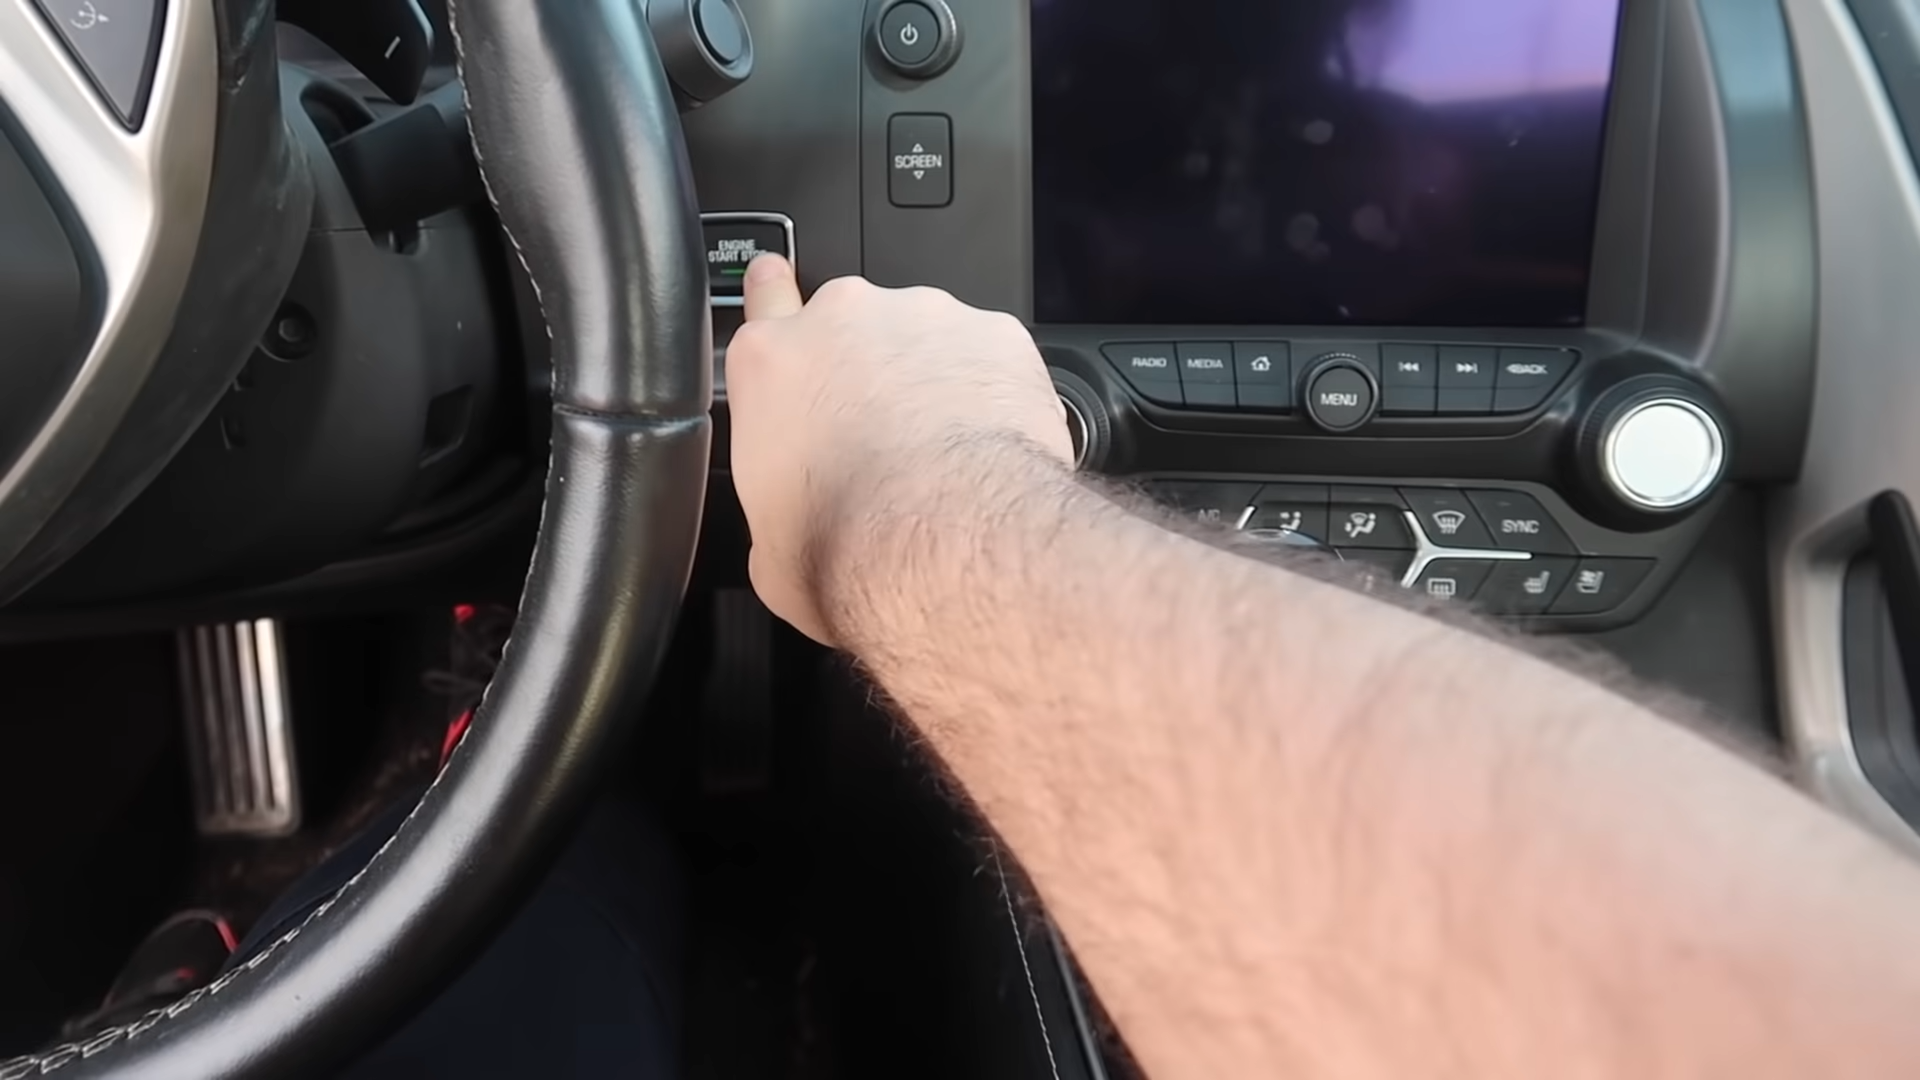 SCREEN
ENGINE
START STOP
RADIO MEDIA BACK
MENU
A/C SYNC